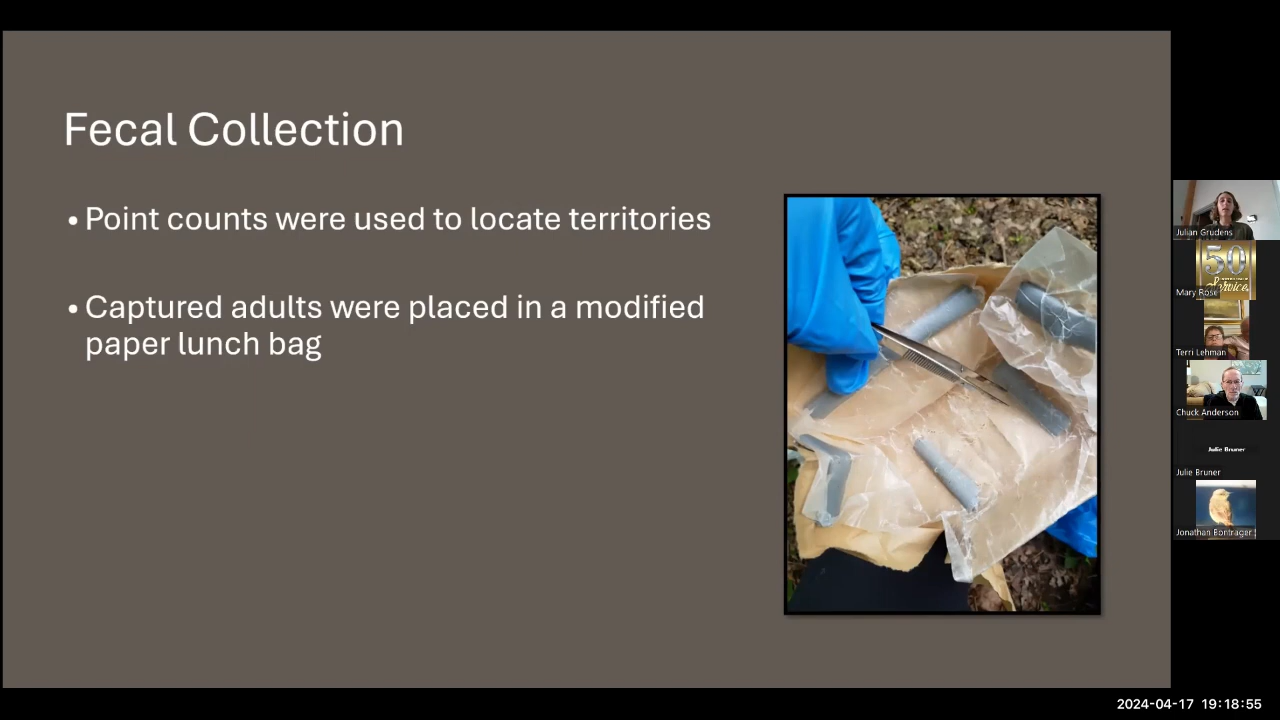 Fecal Collection
• Point counts were used to locate territories
• Captured adults were placed in a modified
paper lunch bag
Julian Grudens
50
Service
Mary Rose
Terri Lehman
Chuck Anderson
Julie Bruner
Julie Bruner
Jonathan Bontrager
2024-04-17 19:18:55